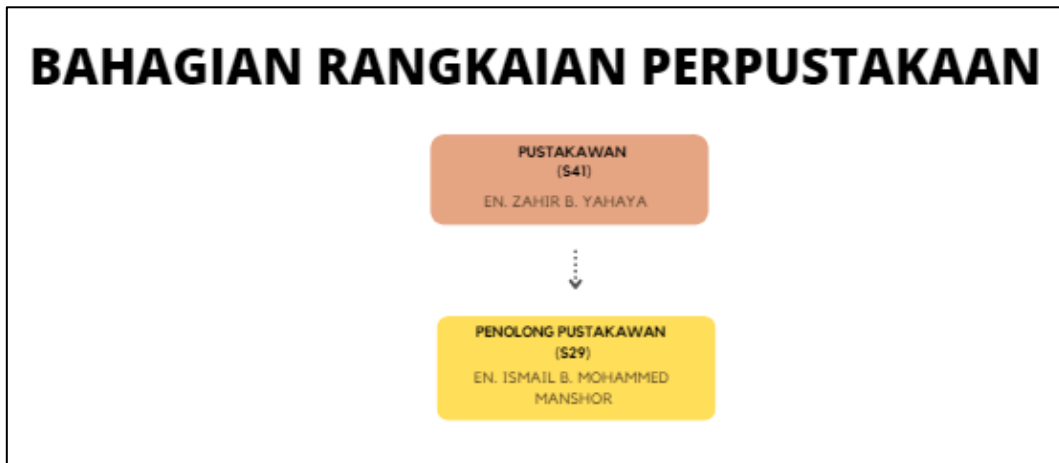 BAHAGIAN RANGKAIAN PERPUSTAKAAN
PUSTAKAWAN
(S41)
EN. ZAHIR B. YAHAYA
PENOLONG PUSTAKAWAN
(S29)
EN. ISMAIL B. MOHAMMED
MANSHOR